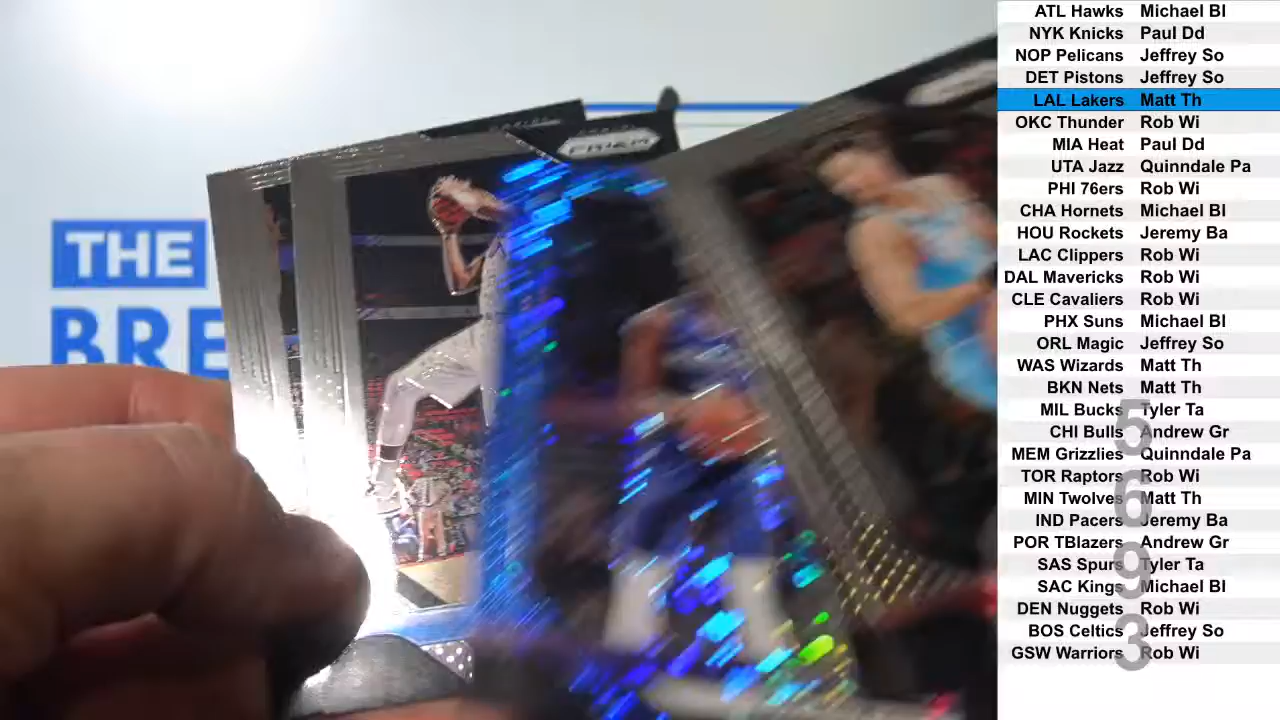 THE
BRE
PRIZM
ATL Hawks Michael Bl
NYK Knicks Paul Dd
NOP Pelicans Jeffrey So
DET Pistons Jeffrey So
LAL Lakers Matt Th
OKC Thunder Rob Wi
MIA Heat Paul Dd
UTA Jazz Quinndale Pa
PHI 76ers Rob Wi
CHA Hornets Michael Bl
HOU Rockets Jeremy Ba
LAC Clippers Rob Wi
DAL Mavericks Rob Wi
CLE Cavaliers Rob Wi
PHX Suns Michael Bl
ORL Magic Jeffrey So
WAS Wizards Matt Th
BKN Nets Matt Th
MIL Bucks Tyler Ta
CHI Bulls Andrew Gr
MEM Grizzlies Quinndale Pa
TOR Raptors Rob Wi
MIN Twolves Matt Th
IND Pacers Jeremy Ba
POR TBlazers Andrew Gr
SAS Spurs Tyler Ta
SAC Kings Michael Bl
DEN Nuggets Rob Wi
BOS Celtics Jeffrey So
GSW Warriors Rob Wi
5693